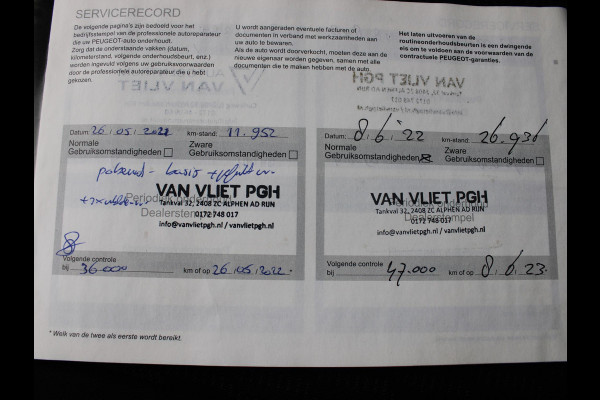 SERVICERECORD
De volgende pagina's zijn bedoeld voor het
bedrijfsstempel van de professionele autoreparateur
die uw PEUGEOT-auto onderhoudt.
Zorg dat de onderstaande vakken (datum,
kilometerstand, volgende onderhoudsbeurt, enz.)
worden ingevuld volgens uw gebruiksvoorwaarden
door de professionele autoreparateur die u hebt
gekozen.
U wordt aangeraden eventuele facturen of
documenten in verband met werkzaamheden aan
uw auto te bewaren.
Als de auto wordt doorverkocht, moeten deze aan de
nieuwe eigenaar worden gegeven, samen met alle
documenten die te maken hebben met de auto.
Het laten uitvoeren van de
routineonderhoudsbeurten is een dwingende
eis om te voldoen aan de voorwaarden van de
contractuele PEUGEOT-garanties.
Datum: 26 05 2021 km-stand: 11.952
Normale
Gebruiksomstandigheden
Zware
Gebruiksomstandigheden
VAN VLIET PGH
Tankval 32, 2408 ZC ALPHEN AD RIJN
Dealerstempel
0172 748 017
info@vanvlietpgh.nl / vanvlietpgh.nl
Volgende controle
bij 36000 km of op 26 05 2022.
Datum: 8 6 '22 km-stand: 26.936
Normale
Gebruiksomstandigheden
Zware
Gebruiksomstandigheden
VAN VLIET PGH
Tankval 32, 2408 ZC ALPHEN AD RIJN
Dealerstempel
0172 748 017
info@vanvlietpgh.nl / vanvlietpgh.nl
Volgende controle
bij 47.000 km of op 8 6 23.
* Welk van de twee als eerste wordt bereikt.